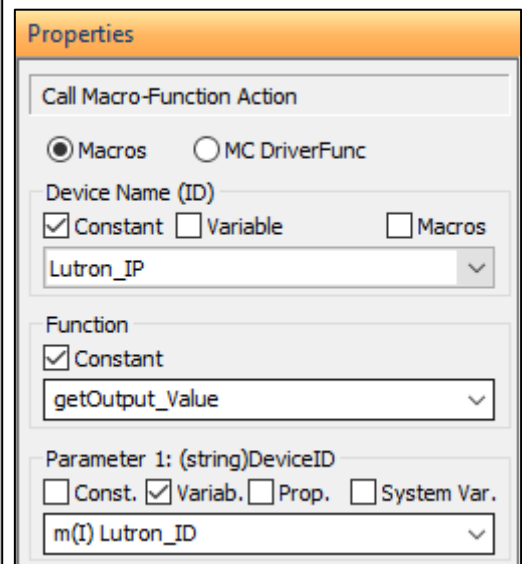 Properties
Call Macro-Function Action
Macros MC DriverFunc
Device Name (ID)
Constant Variable Macros
Lutron_IP
Function
Constant
getOutput_Value
Parameter 1: (string)DeviceID
Const. Variab. Prop. System Var.
m(I) Lutron_ID